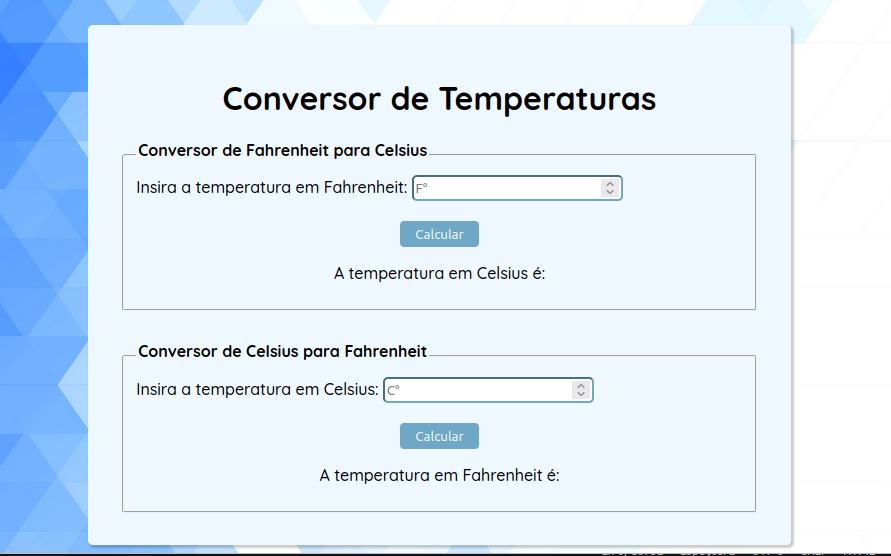 Conversor de Temperaturas
Conversor de Fahrenheit para Celsius
Insira a temperatura em Fahrenheit: F°
Calcular
A temperatura em Celsius é:
Conversor de Celsius para Fahrenheit
Insira a temperatura em Celsius: C°
Calcular
A temperatura em Fahrenheit é: